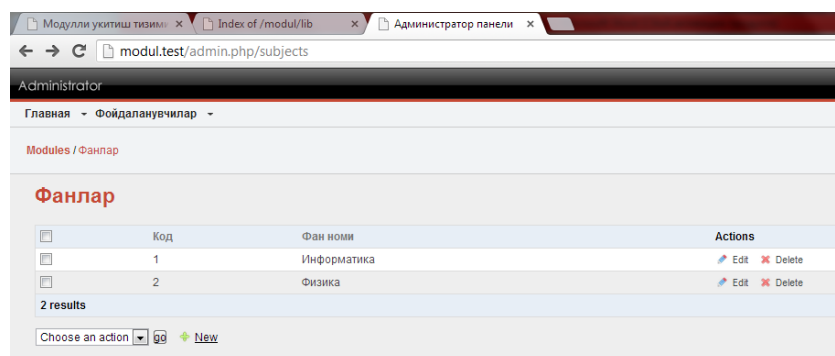 Модулли укитиш тизими Index of /modul/lib Администратор панели
modul.test/admin.php/subjects
Administrator
Главная Фойдаланувчилар
Modules / Фанлар
Фанлар
Код Фан номи Actions
1 Информатика Edit Delete
2 Физика Edit Delete
2 results
Choose an action go New